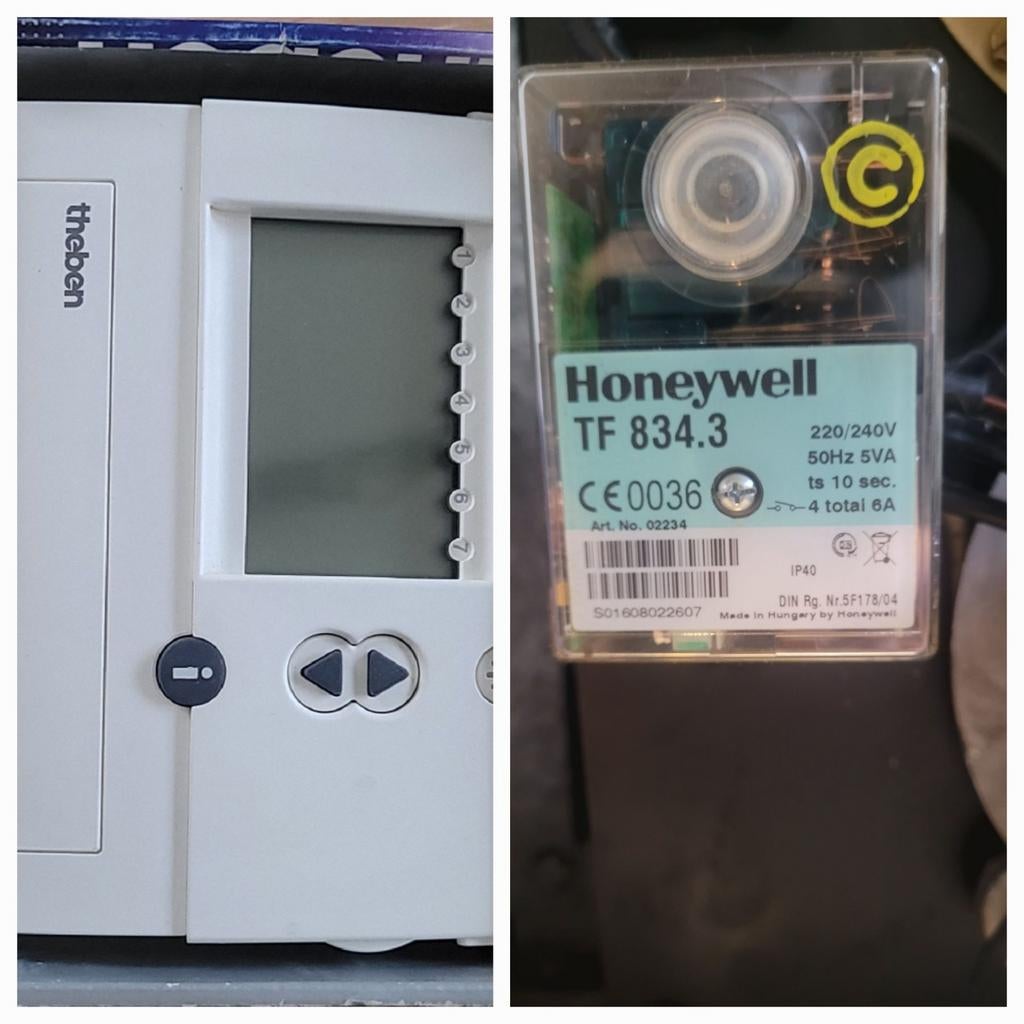 theben
1
2
3
4
5
6
7
i
C
Honeywell
TF 834.3
220/240V
50Hz 5VA
ts 10 sec.
4 total 6A
CE0036
Art. No. 02234
IP40
DIN Rg. Nr.5F178/04
S01608022607
Made in Hungary by Honeywell